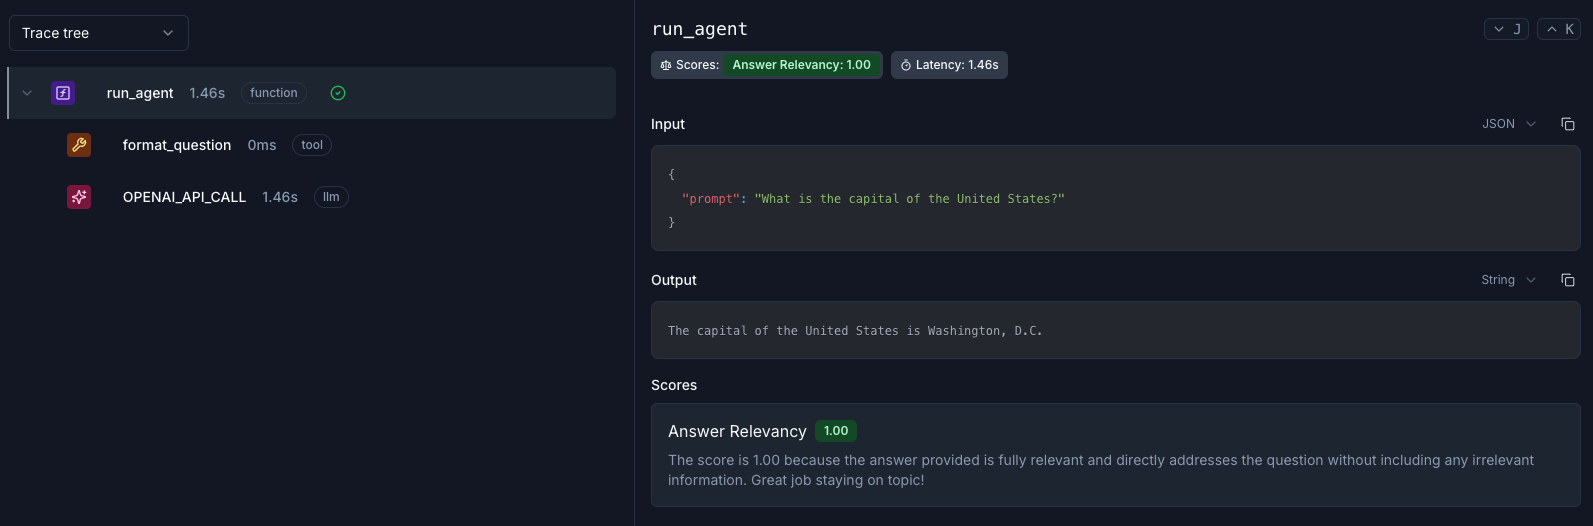 Trace tree
run_agent 1.46s function
format_question 0ms tool
OPENAI_API_CALL 1.46s llm
run_agent
J
K
Scores: Answer Relevancy: 1.00
Latency: 1.46s
Input
JSON
{
"prompt": "What is the capital of the United States?"
}
Output
String
The capital of the United States is Washington, D.C.
Scores
Answer Relevancy 1.00
The score is 1.00 because the answer provided is fully relevant and directly addresses the question without including any irrelevant
information. Great job staying on topic!